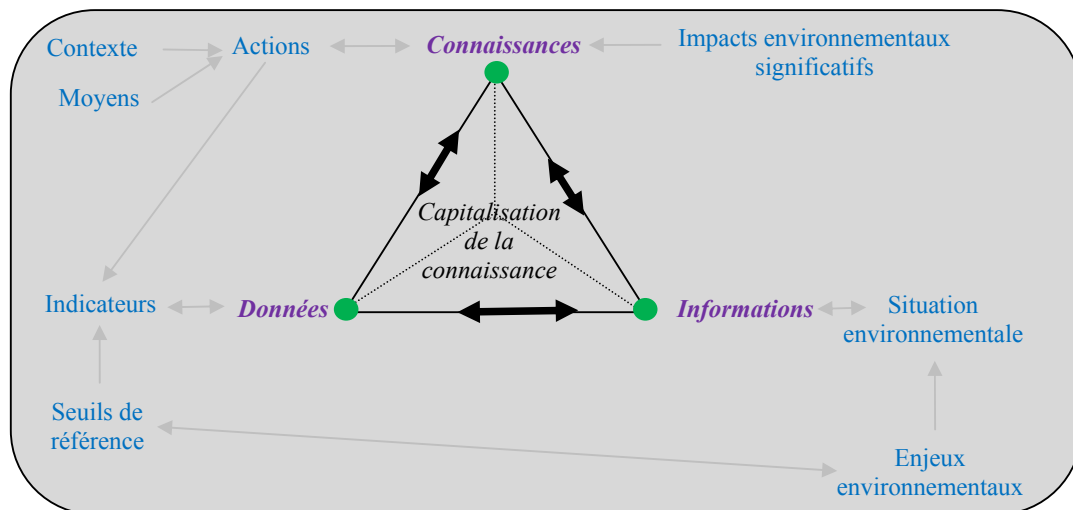 Contexte
Actions
Connaissances
Impacts environnementaux
significatifs
Moyens
Capitalisation
de la
connaissance
Indicateurs
Données
Informations
Situation
environnementale
Seuils de
référence
Enjeux
environnementaux